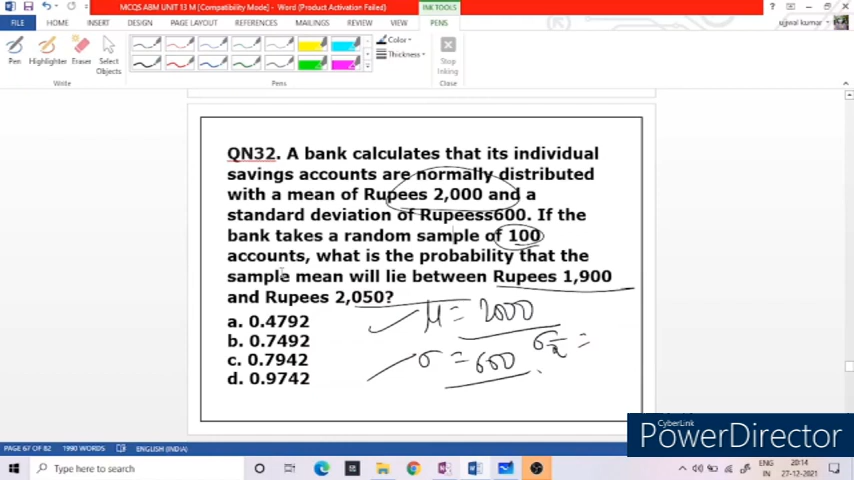 MCQS ABM UNIT 13 M [Compatibility Mode] - Word (Product Activation Failed)
INK TOOLS
FILE HOME INSERT DESIGN PAGE LAYOUT REFERENCES MAILINGS REVIEW VIEW PENS
ujjwal kumar
Pen Highlighter Eraser Select Objects
Color
Thickness
Stop Inking
Write Pens Close
QN32. A bank calculates that its individual
savings accounts are normally distributed
with a mean of Rupees 2,000 and a
standard deviation of Rupeess600. If the
bank takes a random sample of 100
accounts, what is the probability that the
sample mean will lie between Rupees 1,900
and Rupees 2,050?
a. 0.4792
b. 0.7492
c. 0.7942
d. 0.9742
μ = 2000
σ = 600
CyberLink
PowerDirector
PAGE 67 OF 82 1990 WORDS ENGLISH (INDIA)
Type here to search
ENG
IN
20:14
27-12-2021